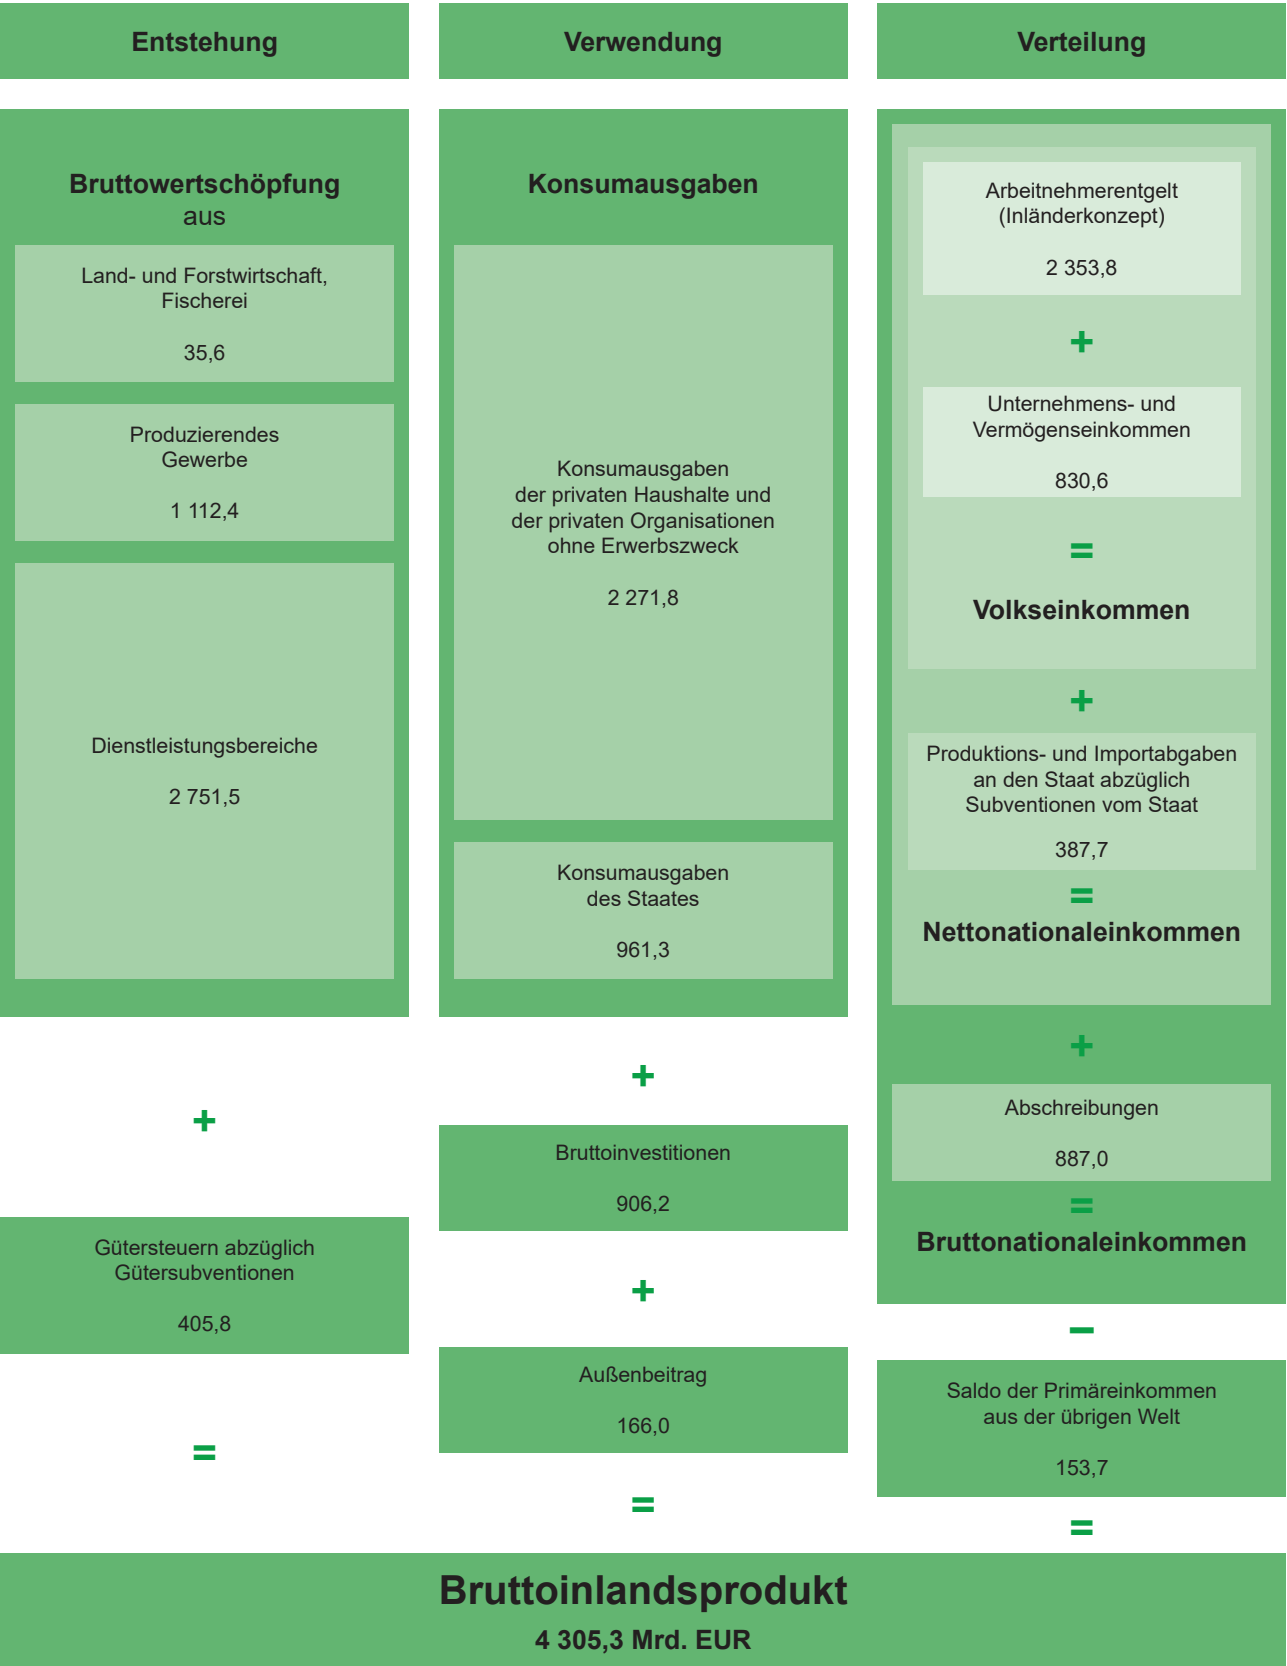 Entstehung
Bruttowertschöpfung
aus
Land- und Forstwirtschaft,
Fischerei
35,6
Produzierendes
Gewerbe
1 112,4
Dienstleistungsbereiche
2 751,5
+
Gütersteuern abzüglich
Gütersubventionen
405,8
=
Verwendung
Konsumausgaben
Konsumausgaben
der privaten Haushalte und
der privaten Organisationen
ohne Erwerbszweck
2 271,8
Konsumausgaben
des Staates
961,3
+
Bruttoinvestitionen
906,2
+
Außenbeitrag
166,0
=
Verteilung
Arbeitnehmerentgelt
(Inländerkonzept)
2 353,8
+
Unternehmens- und
Vermögenseinkommen
830,6
=
Volkseinkommen
+
Produktions- und Importabgaben
an den Staat abzüglich
Subventionen vom Staat
387,7
=
Nettonationaleinkommen
+
Abschreibungen
887,0
=
Bruttonationaleinkommen
–
Saldo der Primäreinkommen
aus der übrigen Welt
153,7
=
Bruttoinlandsprodukt
4 305,3 Mrd. EUR